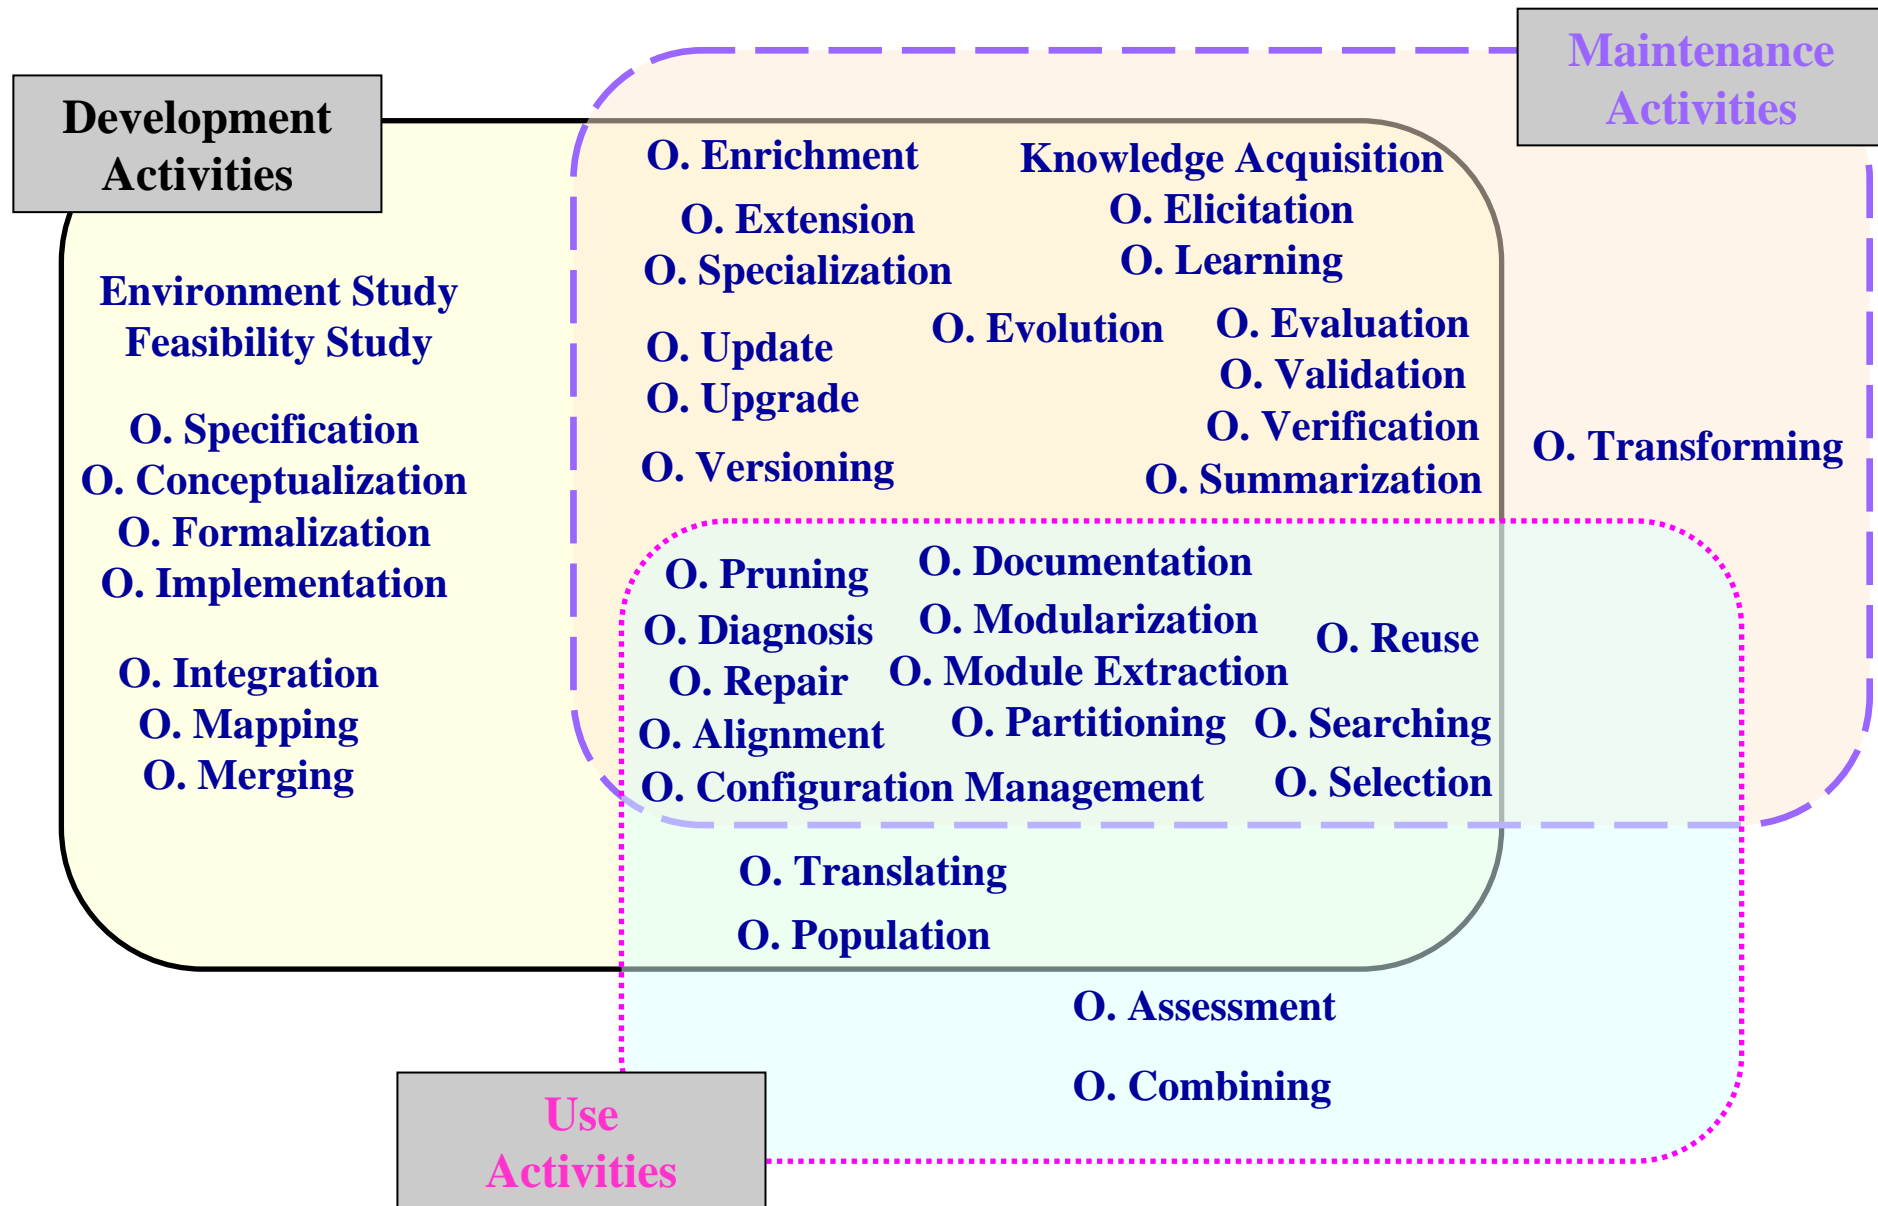 Maintenance
Activities
Development
Activities
Environment Study
Feasibility Study
O. Specification
O. Conceptualization
O. Formalization
O. Implementation
O. Integration
O. Mapping
O. Merging
O. Enrichment
O. Extension
O. Specialization
O. Update
O. Upgrade
O. Versioning
O. Evolution
Knowledge Acquisition
O. Elicitation
O. Learning
O. Evaluation
O. Validation
O. Verification
O. Summarization
O. Transforming
O. Pruning
O. Diagnosis
O. Repair
O. Alignment
O. Configuration Management
O. Documentation
O. Modularization
O. Module Extraction
O. Partitioning
O. Reuse
O. Searching
O. Selection
O. Translating
O. Population
O. Assessment
O. Combining
Use
Activities